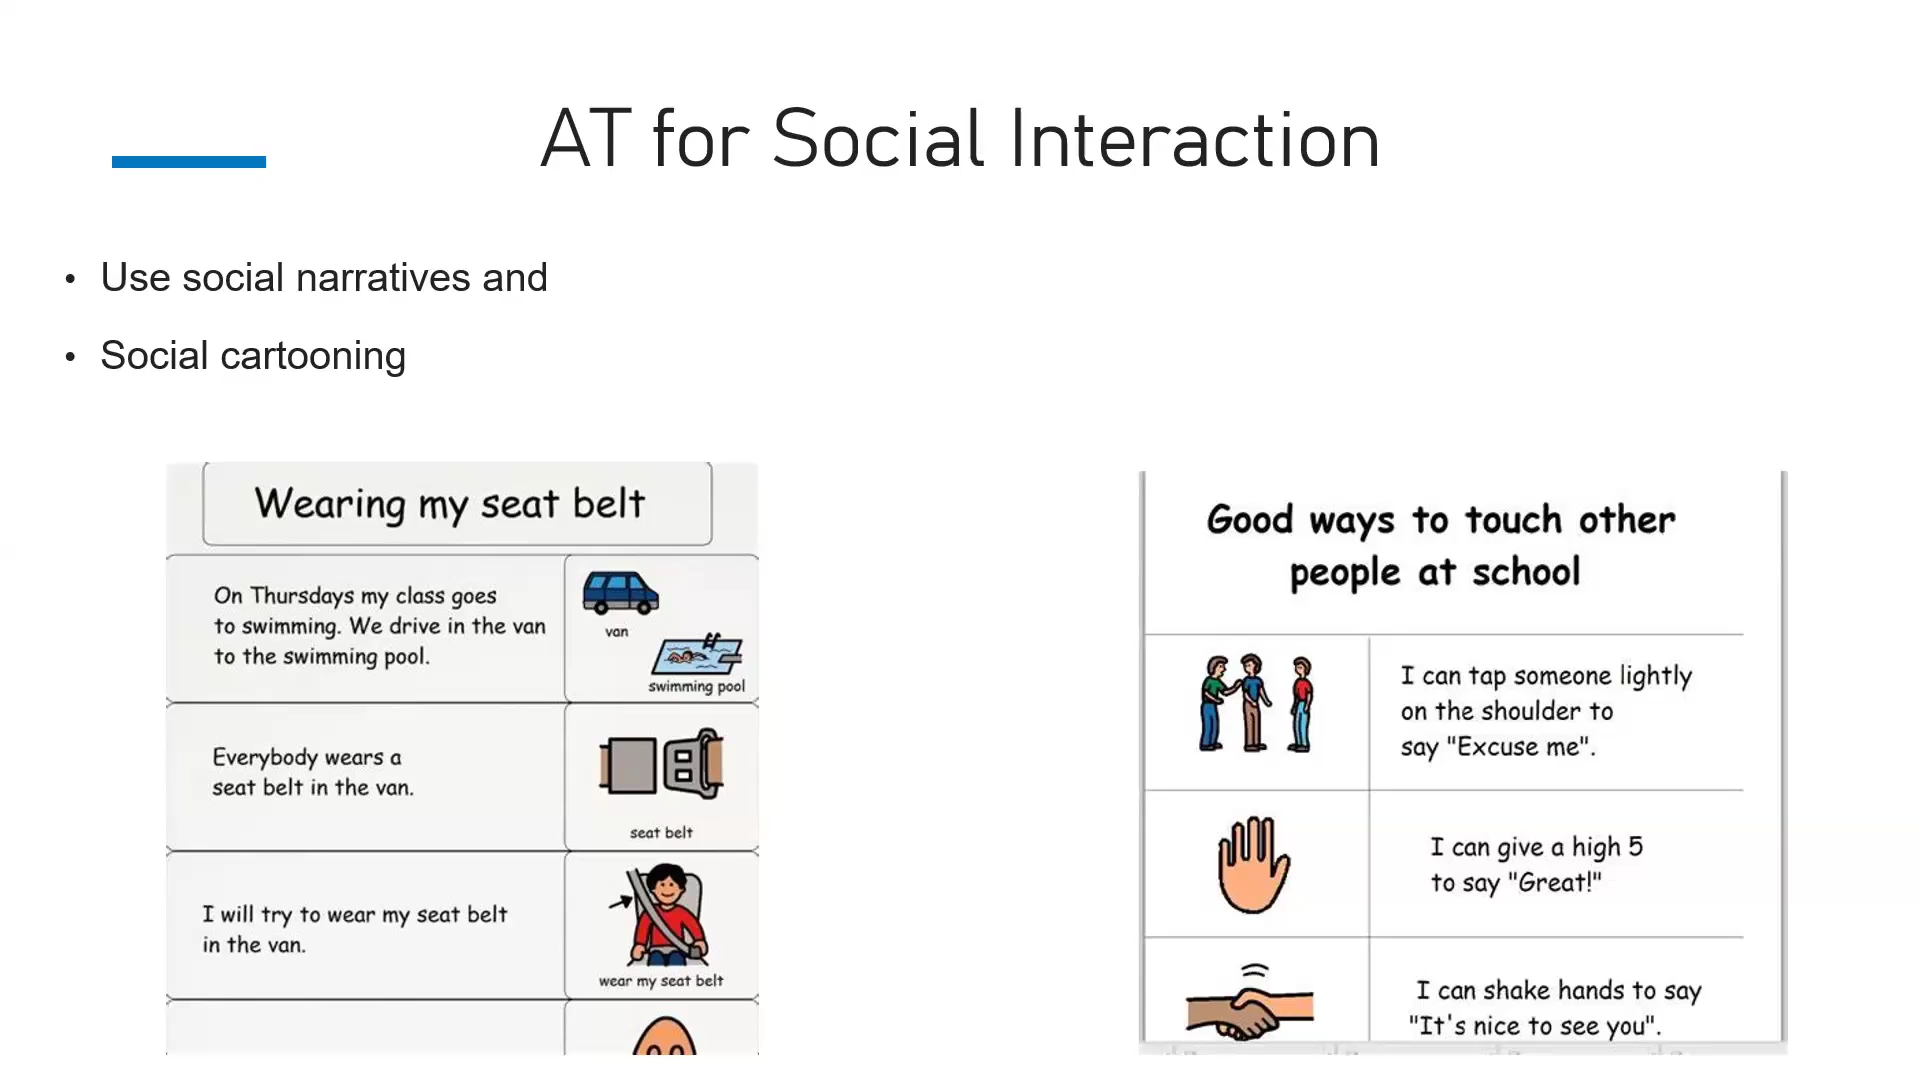 AT for Social Interaction
• Use social narratives and
• Social cartooning
Wearing my seat belt
On Thursdays my class goes
to swimming. We drive in the van
to the swimming pool.
van
swimming pool
Everybody wears a
seat belt in the van.
seat belt
I will try to wear my seat belt
in the van.
wear my seat belt
Good ways to touch other
people at school
I can tap someone lightly
on the shoulder to
say "Excuse me".
I can give a high 5
to say "Great!"
I can shake hands to say
"It's nice to see you".